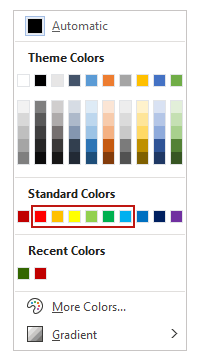 Automatic
Theme Colors
Standard Colors
Recent Colors
More Colors...
Gradient